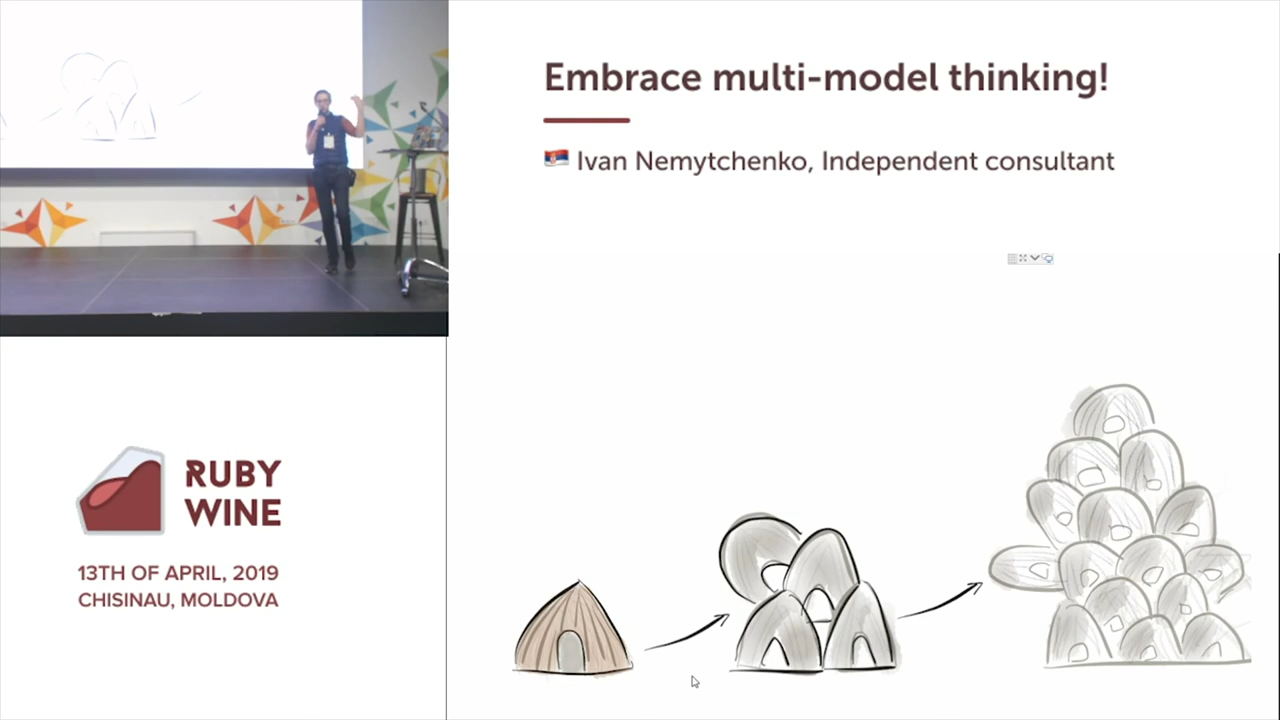 Embrace multi-model thinking!
Ivan Nemytchenko, Independent consultant
RUBY
WINE
13TH OF APRIL, 2019
CHISINAU, MOLDOVA